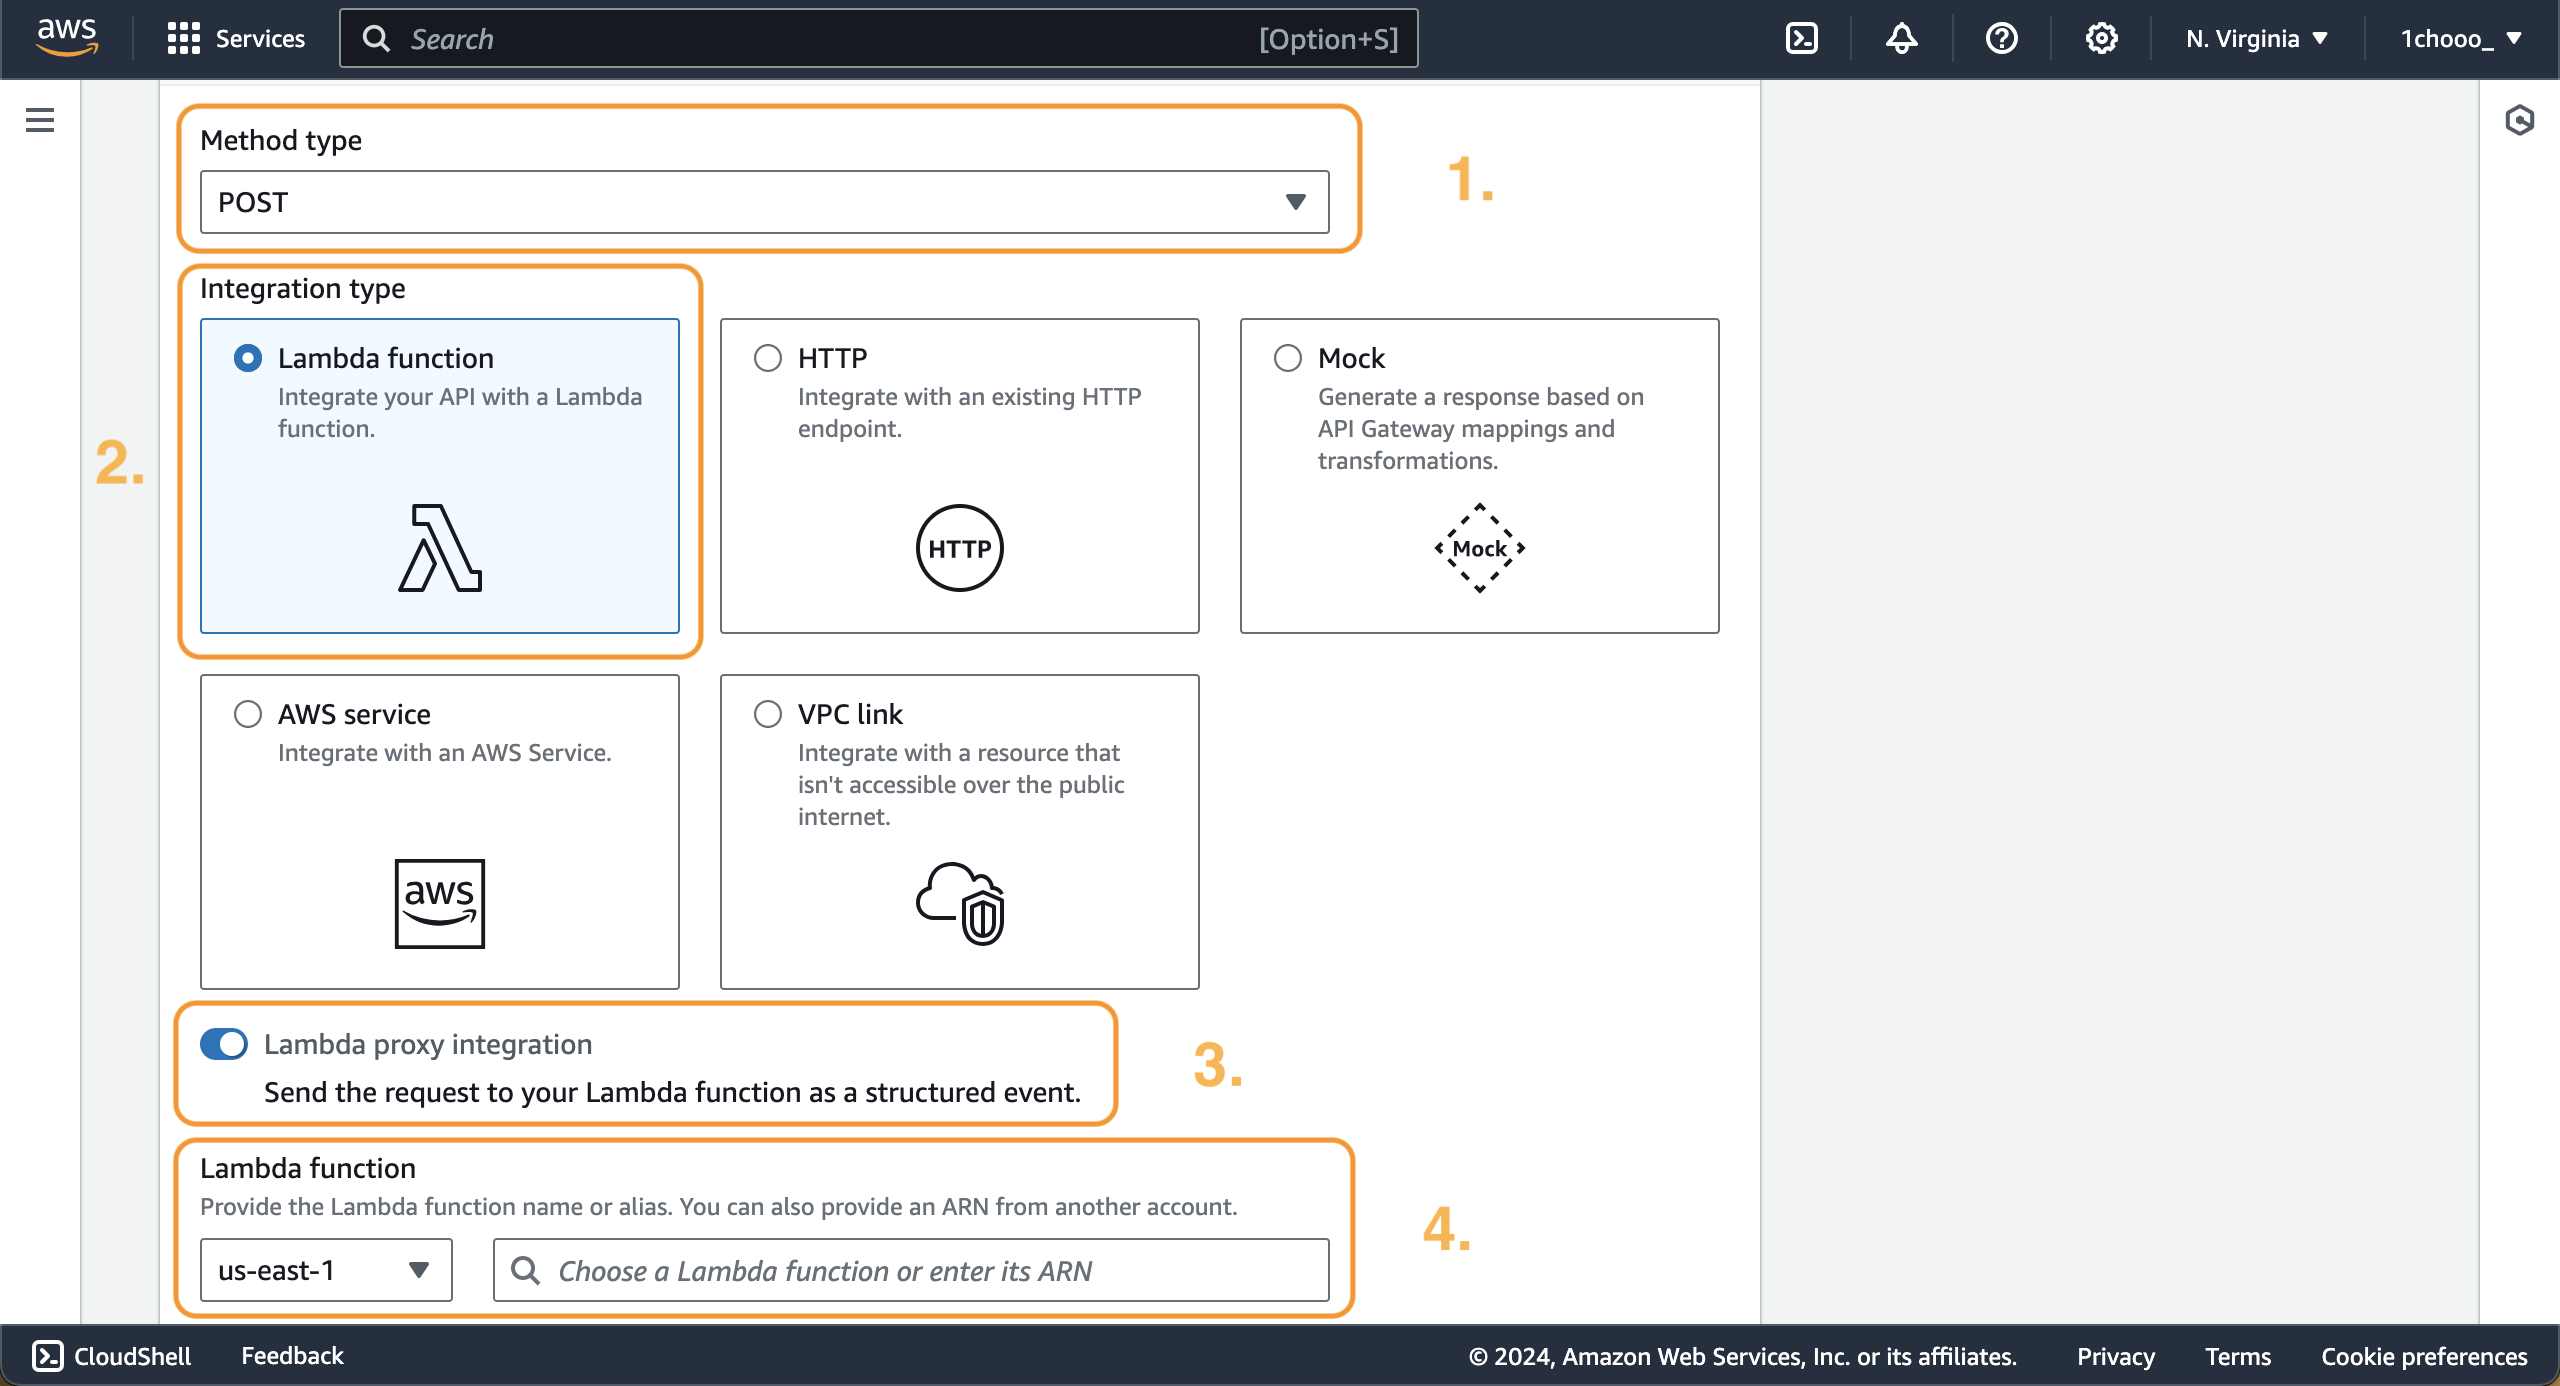 aws
Services
Search [Option+S]
N. Virginia
1chooo_
Method type
POST
1.
Integration type
2.
Lambda function
Integrate your API with a Lambda
function.
HTTP
Integrate with an existing HTTP
endpoint.
HTTP
Mock
Generate a response based on
API Gateway mappings and
transformations.
Mock
AWS service
Integrate with an AWS Service.
aws
VPC link
Integrate with a resource that
isn't accessible over the public
internet.
Lambda proxy integration
Send the request to your Lambda function as a structured event.
3.
Lambda function
Provide the Lambda function name or alias. You can also provide an ARN from another account.
us-east-1
Choose a Lambda function or enter its ARN
4.
CloudShell
Feedback
© 2024, Amazon Web Services, Inc. or its affiliates.
Privacy
Terms
Cookie preferences